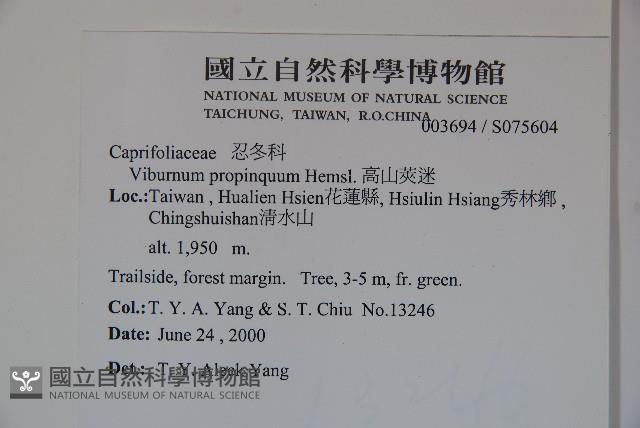 國立自然科學博物館
NATIONAL MUSEUM OF NATURAL SCIENCE
TAICHUNG, TAIWAN, R.O.CHINA
003694 / S075604
Caprifoliaceae 忍冬科
Viburnum propinquum Hemsl. 高山莢迷
Loc.:Taiwan , Hualien Hsien花蓮縣, Hsiulin Hsiang秀林鄉 ,
Chingshuishan清水山
alt. 1,950 m.
Trailside, forest margin. Tree, 3-5 m, fr. green.
Col.: T. Y. A. Yang & S. T. Chiu No.13246
Date: June 24 , 2000
Det.: T. Y. Aleck Yang
國立自然科學博物館
NATIONAL MUSEUM OF NATURAL SCIENCE